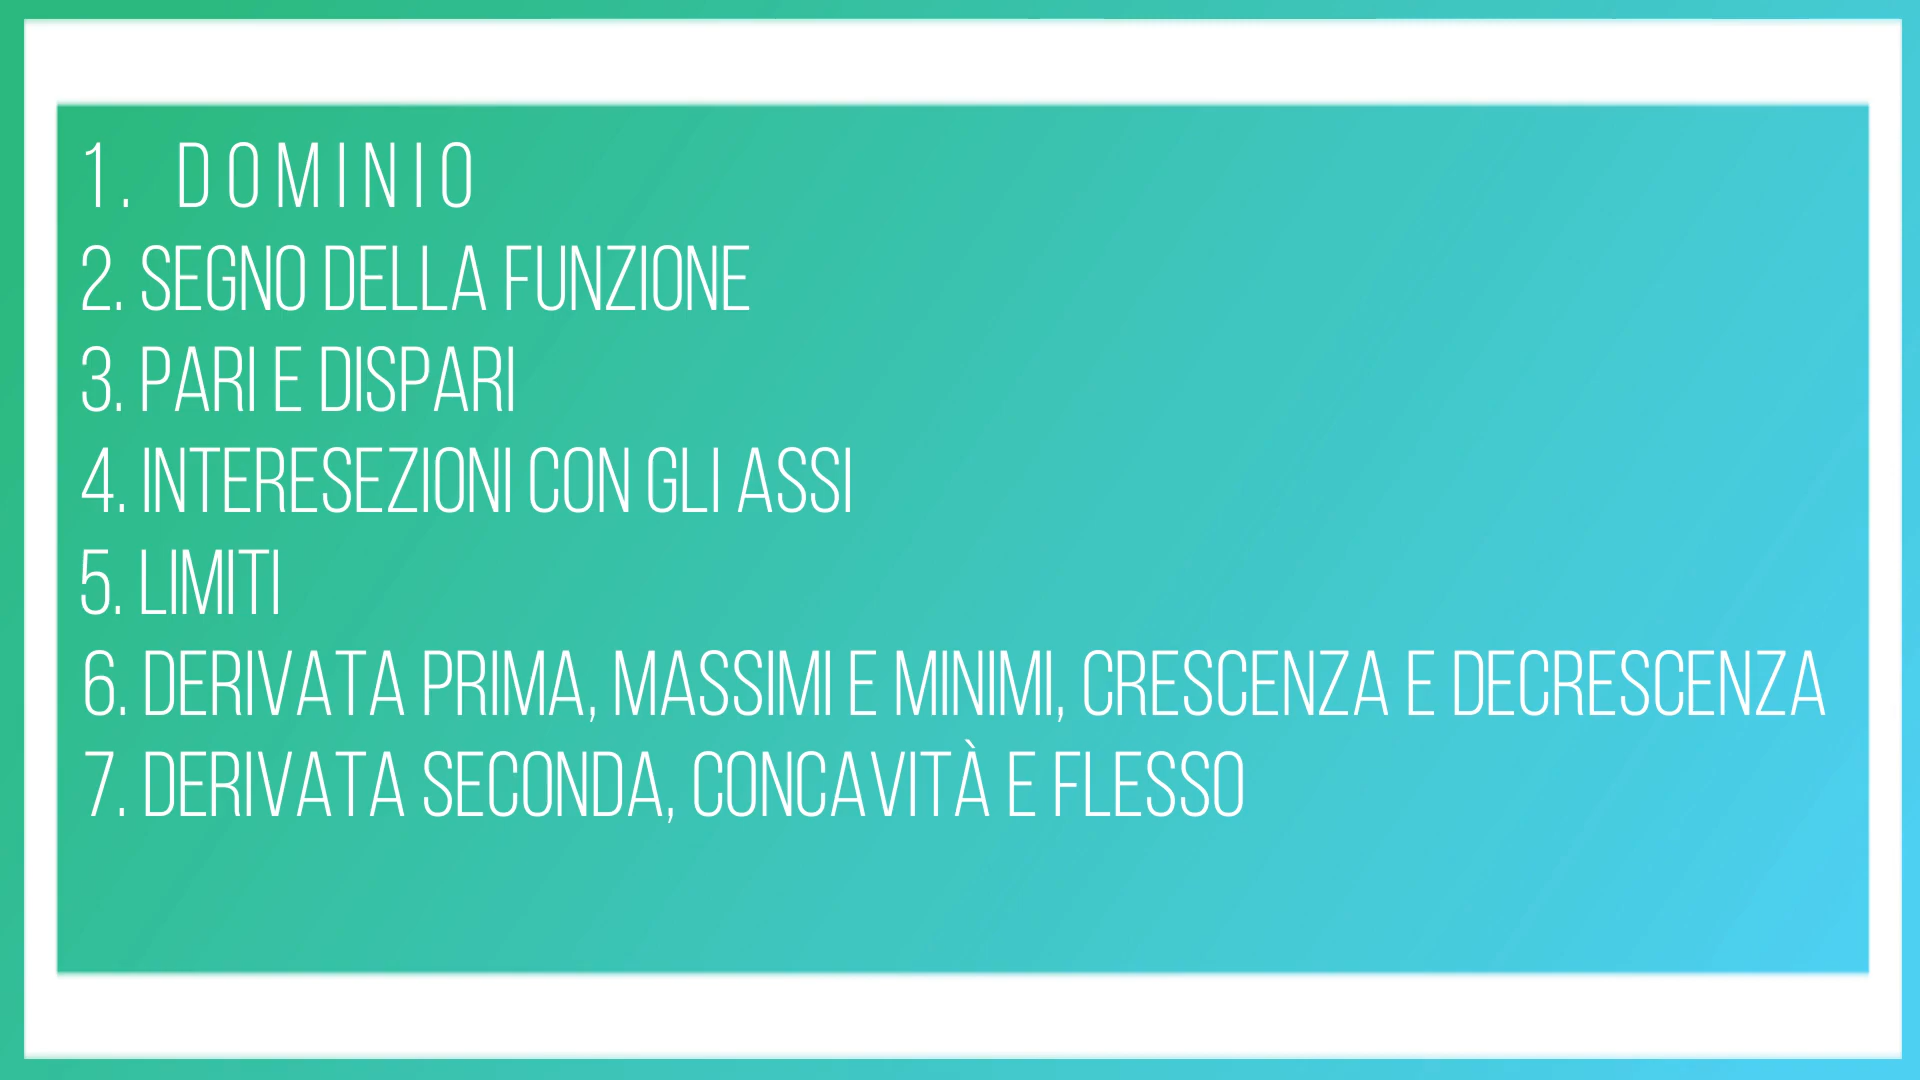 1. DOMINIO
2. SEGNO DELLA FUNZIONE
3. PARI E DISPARI
4. INTERESEZIONI CON GLI ASSI
5. LIMITI
6. DERIVATA PRIMA, MASSIMI E MINIMI, CRESCENZA E DECRESCENZA
7. DERIVATA SECONDA, CONCAVITÀ E FLESSO